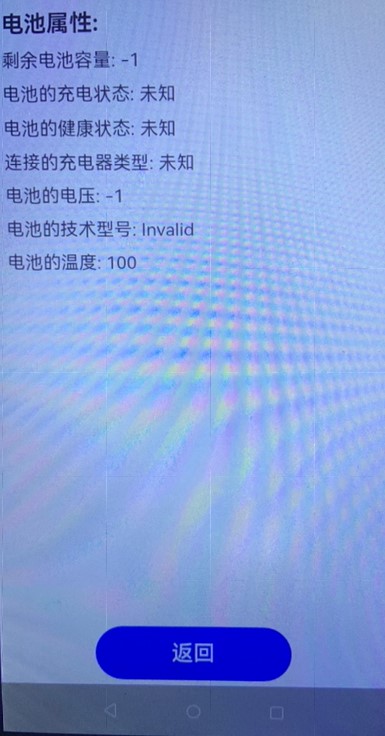 电池属性:
剩余电池容量: -1
电池的充电状态: 未知
电池的健康状态: 未知
连接的充电器类型: 未知
电池的电压: -1
电池的技术型号: Invalid
电池的温度: 100
返回